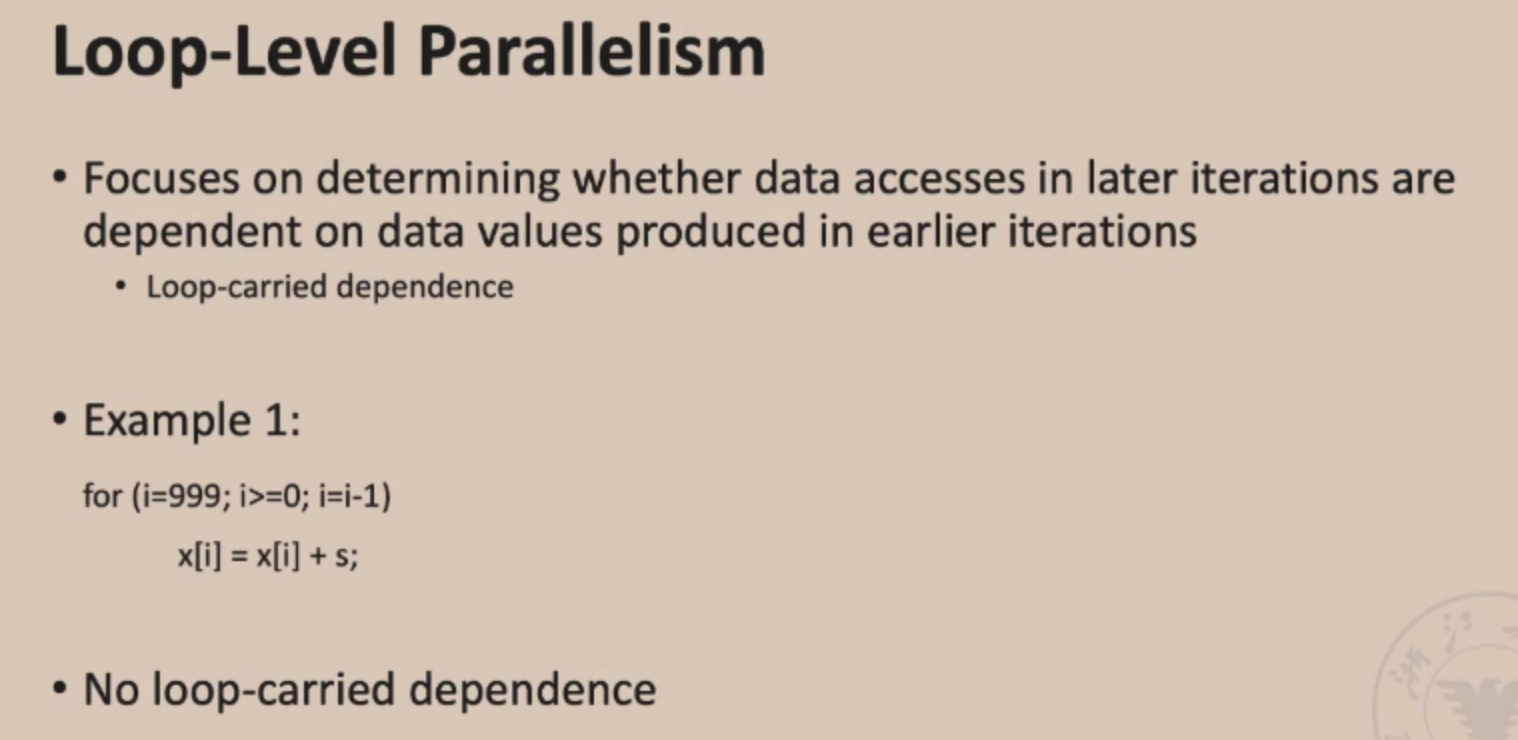 Loop-Level Parallelism
• Focuses on determining whether data accesses in later iterations are
dependent on data values produced in earlier iterations
• Loop-carried dependence
• Example 1:
for (i=999; i>=0; i=i-1)
x[i] = x[i] + s;
• No loop-carried dependence